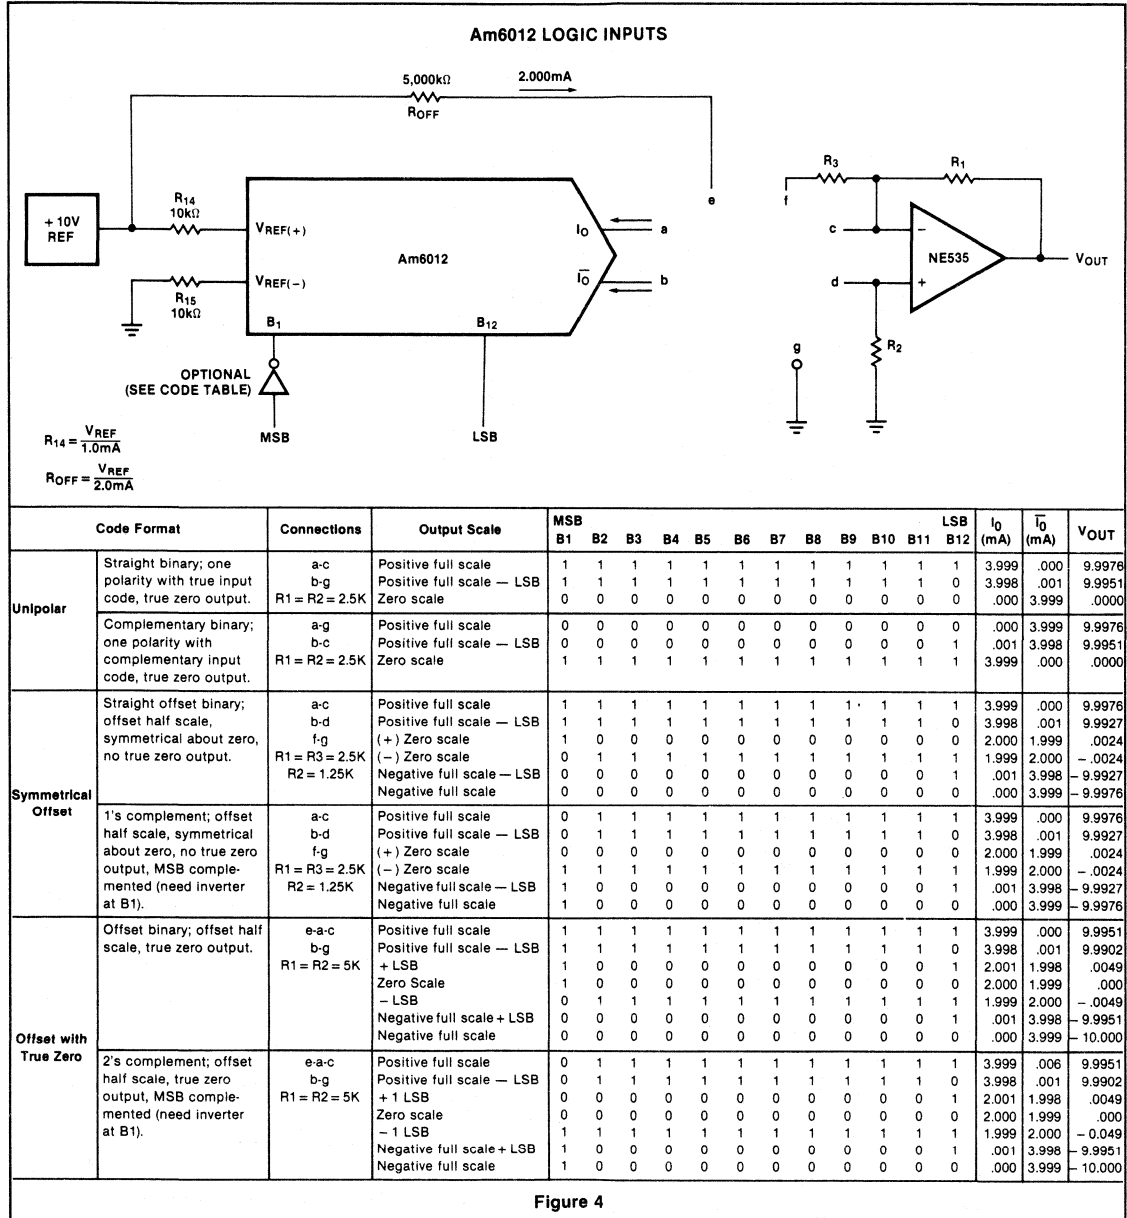 Am6012 LOGIC INPUTS
5,000kΩ
2.000mA
ROFF
R3
R1
e
f
R14
10kΩ
+10V
REF
VREF(+)
IO
a
c
−
NE535
VOUT
Am6012
VREF(−)
IO
b
d
+
R15
10kΩ
B1
B12
R2
g
OPTIONAL
(SEE CODE TABLE)
MSB
LSB
R14 = VREF
1.0mA
ROFF = VREF
2.0mA
Code Format Connections Output Scale MSB LSB I0 I0 VOUT
B1 B2 B3 B4 B5 B6 B7 B8 B9 B10 B11 B12 (mA) (mA)
Unipolar
Straight binary; one a-c Positive full scale 1 1 1 1 1 1 1 1 1 1 1 1 3.999 .000 9.9976
polarity with true input b-g Positive full scale — LSB 1 1 1 1 1 1 1 1 1 1 1 0 3.998 .001 9.9951
code, true zero output. R1 = R2 = 2.5K Zero scale 0 0 0 0 0 0 0 0 0 0 0 0 .000 3.999 .0000
Complementary binary; a-g Positive full scale 0 0 0 0 0 0 0 0 0 0 0 0 .000 3.999 9.9976
one polarity with b-c Positive full scale — LSB 0 0 0 0 0 0 0 0 0 0 0 1 .001 3.998 9.9951
complementary input R1 = R2 = 2.5K Zero scale 1 1 1 1 1 1 1 1 1 1 1 1 3.999 .000 .0000
code, true zero output.
Symmetrical
Offset
Straight offset binary; a-c Positive full scale 1 1 1 1 1 1 1 1 1 1 1 1 3.999 .000 9.9976
offset half scale, b-d Positive full scale — LSB 1 1 1 1 1 1 1 1 1 1 1 0 3.998 .001 9.9927
symmetrical about zero, f-g (+) Zero scale 1 0 0 0 0 0 0 0 0 0 0 0 2.000 1.999 .0024
no true zero output. R1 = R3 = 2.5K (−) Zero scale 0 1 1 1 1 1 1 1 1 1 1 1 1.999 2.000 − .0024
R2 = 1.25K Negative full scale — LSB 0 0 0 0 0 0 0 0 0 0 0 1 .001 3.998 − 9.9927
Negative full scale 0 0 0 0 0 0 0 0 0 0 0 0 .000 3.999 − 9.9976
1's complement; offset a-c Positive full scale 0 1 1 1 1 1 1 1 1 1 1 1 3.999 .000 9.9976
half scale, symmetrical b-d Positive full scale — LSB 0 1 1 1 1 1 1 1 1 1 1 0 3.998 .001 9.9927
about zero, no true zero f-g (+) Zero scale 0 0 0 0 0 0 0 0 0 0 0 0 2.000 1.999 .0024
output, MSB comple- R1 = R3 = 2.5K (−) Zero scale 1 1 1 1 1 1 1 1 1 1 1 1 1.999 2.000 − .0024
mented (need inverter R2 = 1.25K Negative full scale — LSB 1 0 0 0 0 0 0 0 0 0 0 1 .001 3.998 − 9.9927
at B1). Negative full scale 1 0 0 0 0 0 0 0 0 0 0 0 .000 3.999 − 9.9976
Offset with
True Zero
Offset binary; offset half e-a-c Positive full scale 1 1 1 1 1 1 1 1 1 1 1 1 3.999 .000 9.9951
scale, true zero output. b-g Positive full scale — LSB 1 1 1 1 1 1 1 1 1 1 1 0 3.998 .001 9.9902
R1 = R2 = 5K + LSB 1 0 0 0 0 0 0 0 0 0 0 1 2.001 1.998 .0049
Zero Scale 1 0 0 0 0 0 0 0 0 0 0 0 2.000 1.999 .000
− LSB 0 1 1 1 1 1 1 1 1 1 1 1 1.999 2.000 − .0049
Negative full scale + LSB 0 0 0 0 0 0 0 0 0 0 0 1 .001 3.998 − 9.9951
Negative full scale 0 0 0 0 0 0 0 0 0 0 0 0 .000 3.999 − 10.000
2's complement; offset e-a-c Positive full scale 0 1 1 1 1 1 1 1 1 1 1 1 3.999 .006 9.9951
half scale, true zero b-g Positive full scale — LSB 0 1 1 1 1 1 1 1 1 1 1 0 3.998 .001 9.9902
output, MSB comple- R1 = R2 = 5K + 1 LSB 0 0 0 0 0 0 0 0 0 0 0 1 2.001 1.998 .0049
mented (need inverter Zero scale 0 0 0 0 0 0 0 0 0 0 0 0 2.000 1.999 .000
at B1). − 1 LSB 1 1 1 1 1 1 1 1 1 1 1 1 1.999 2.000 − 0.049
Negative full scale + LSB 1 0 0 0 0 0 0 0 0 0 0 1 .001 3.998 − 9.9951
Negative full scale 1 0 0 0 0 0 0 0 0 0 0 0 .000 3.999 − 10.000
Figure 4